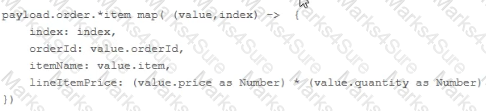 payload.order.*item map( (value,index) -> {
index: index,
orderId: value.orderId,
itemName: value.item,
lineItemPrice: (value.price as Number) * (value.quantity as Number)
})
Marks4Sure